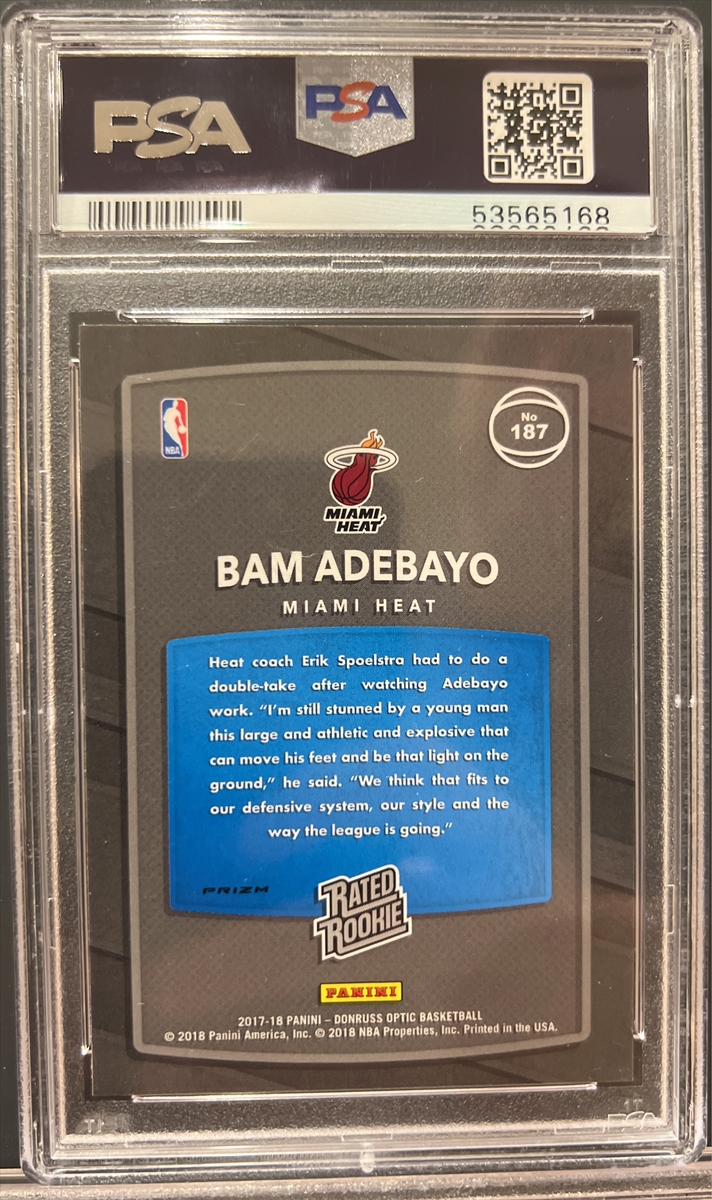 PSA
PSA
53565168
NBA
No
187
MIAMI
HEAT
BAM ADEBAYO
MIAMI HEAT
Heat coach Erik Spoelstra had to do a
double-take after watching Adebayo
work. “I’m still stunned by a young man
this large and athletic and explosive that
can move his feet and be that light on the
ground,” he said. “We think that fits to
our defensive system, our style and the
way the league is going.”
PRIZM
RATED
ROOKIE
PANINI
2017-18 PANINI – DONRUSS OPTIC BASKETBALL
© 2018 Panini America, Inc. © 2018 NBA Properties, Inc. Printed in the USA.
PSA